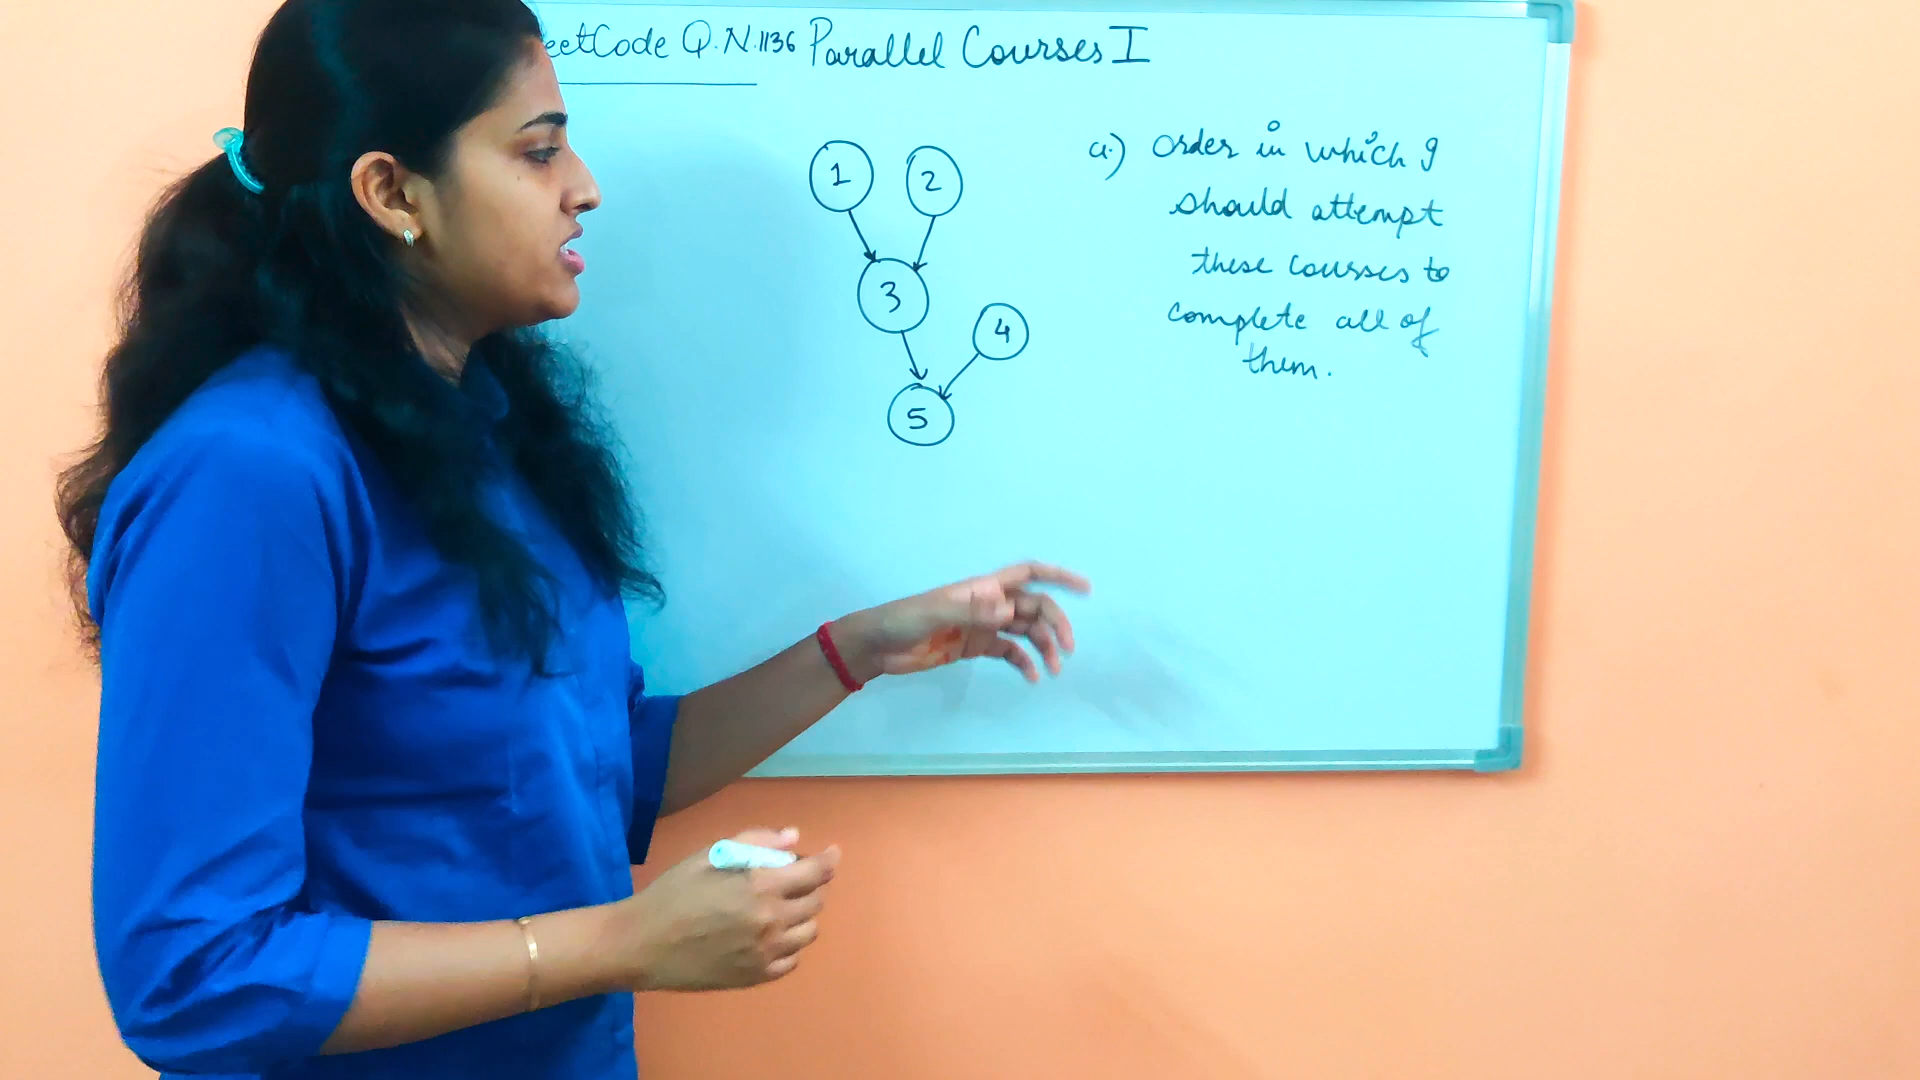 eetCode Q.N.1136 Parallel Courses I
1 2
3
4
5
a.) Order in which I
should attempt
these courses to
complete all of
them.